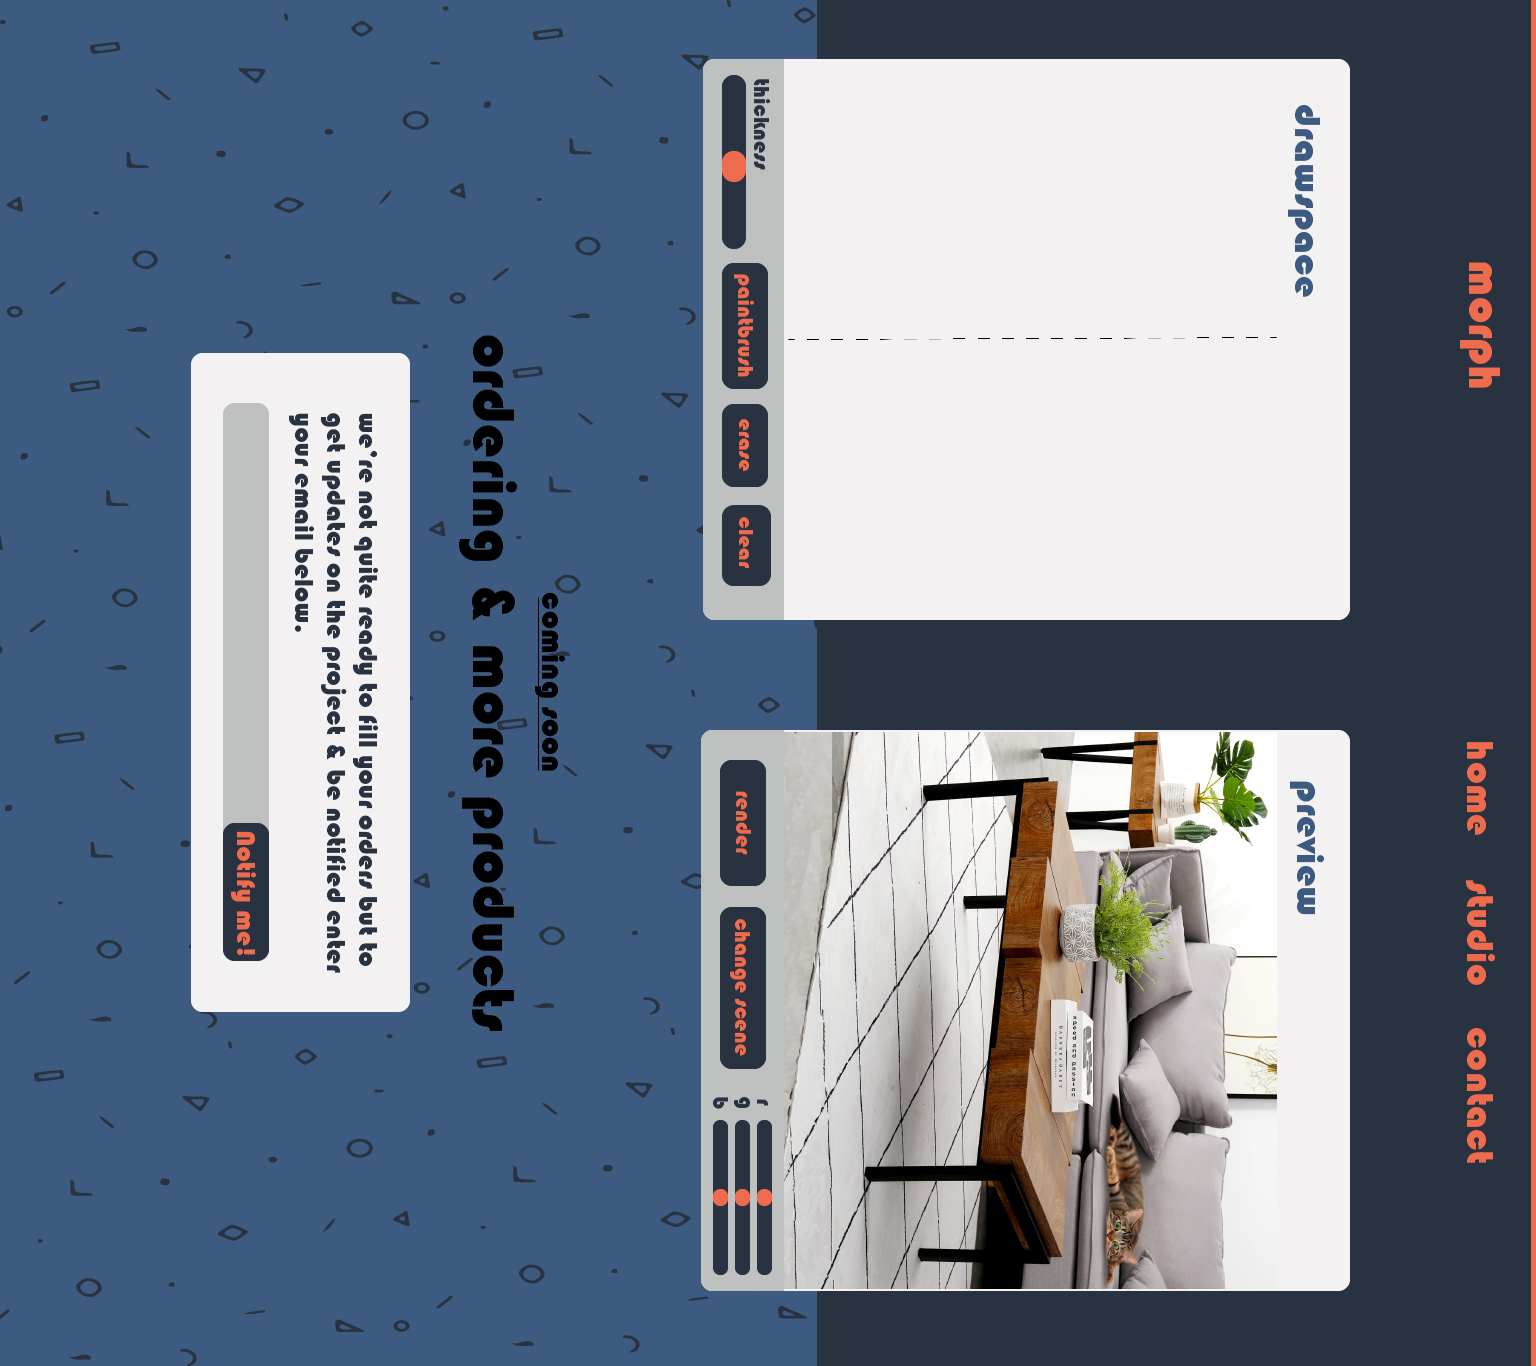 morph
home studio contact
drawspace
preview
thickness
paintbrush
erase
clear
render
change scene
r
g
b
coming soon
ordering & more products
we're not quite ready to fill your orders but to
get updates on the project & be notified enter
your email below.
Notify me!